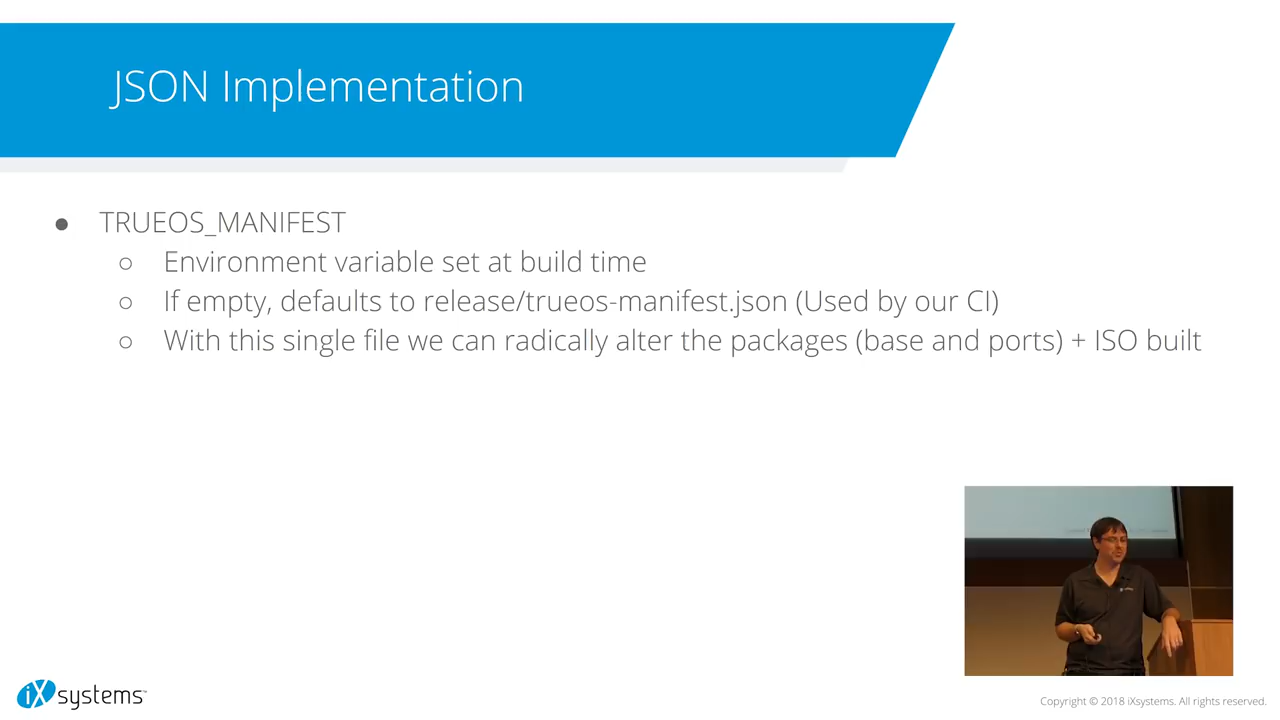 JSON Implementation
● TRUEOS_MANIFEST
○ Environment variable set at build time
○ If empty, defaults to release/trueos-manifest.json (Used by our CI)
○ With this single file we can radically alter the packages (base and ports) + ISO built
iXsystems™
Copyright © 2018 iXsystems. All rights reserved.